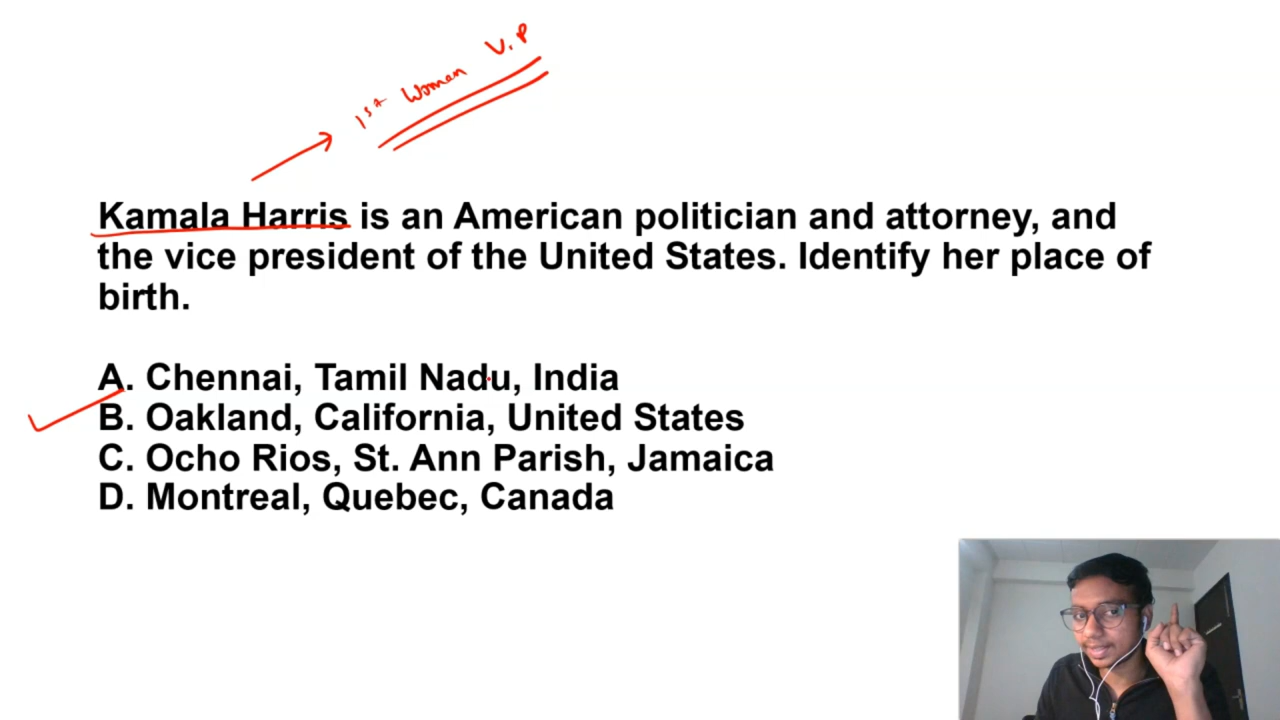 1st Woman V.P
Kamala Harris is an American politician and attorney, and
the vice president of the United States. Identify her place of
birth.
A. Chennai, Tamil Nadu, India
B. Oakland, California, United States
C. Ocho Rios, St. Ann Parish, Jamaica
D. Montreal, Quebec, Canada